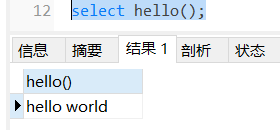 12 select hello();
信息 摘要 结果 1 剖析 状态
hello()
hello world